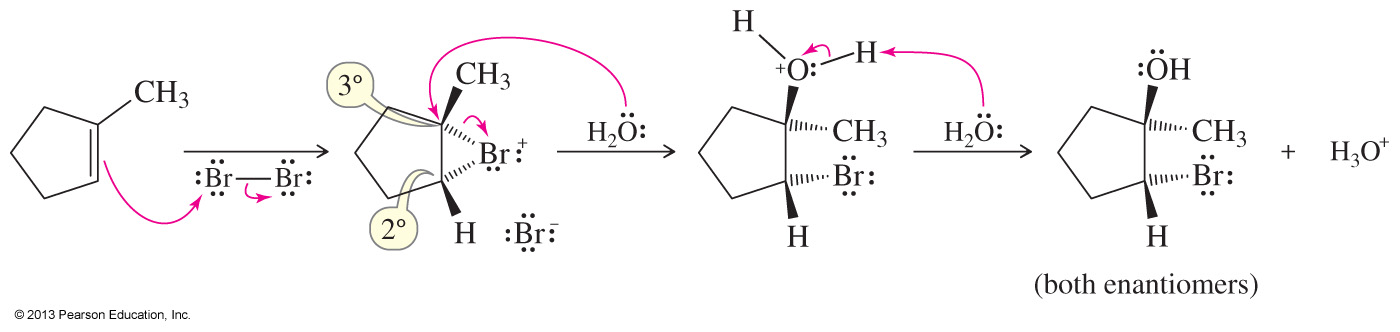 CH₃
:Br—Br:
3°
CH₃
Br:⁺
2°
H
:Br:⁻
H₂O:
H
H
⁺O:
CH₃
Br:
H
H₂O:
:OH
CH₃
Br:
H
(both enantiomers)
+
H₃O⁺
© 2013 Pearson Education, Inc.